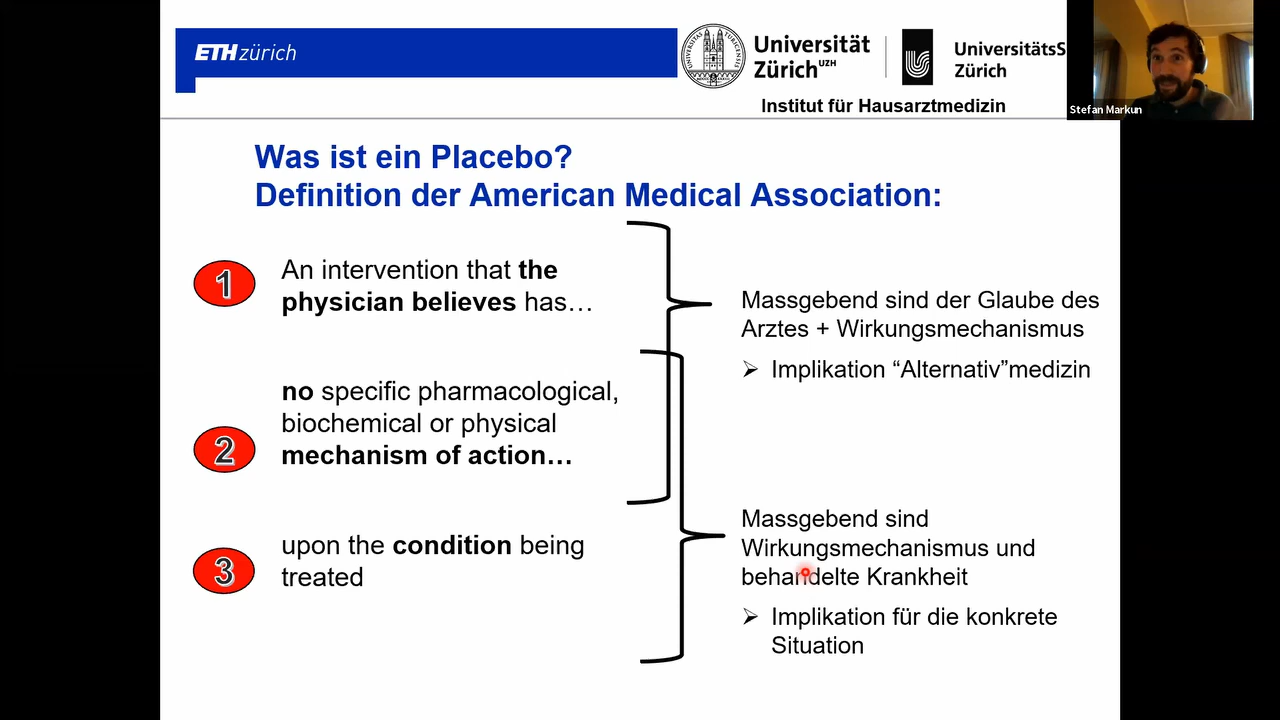 ETH zürich
Universität
Zürich UZH
UniversitätsS
Zürich
Institut für Hausarztmedizin
Stefan Markun
Was ist ein Placebo?
Definition der American Medical Association:
1
An intervention that the
physician believes has…
2
no specific pharmacological,
biochemical or physical
mechanism of action…
3
upon the condition being
treated
Massgebend sind der Glaube des
Arztes + Wirkungsmechanismus
➢ Implikation “Alternativ”medizin
Massgebend sind
Wirkungsmechanismus und
behandelte Krankheit
➢ Implikation für die konkrete
Situation